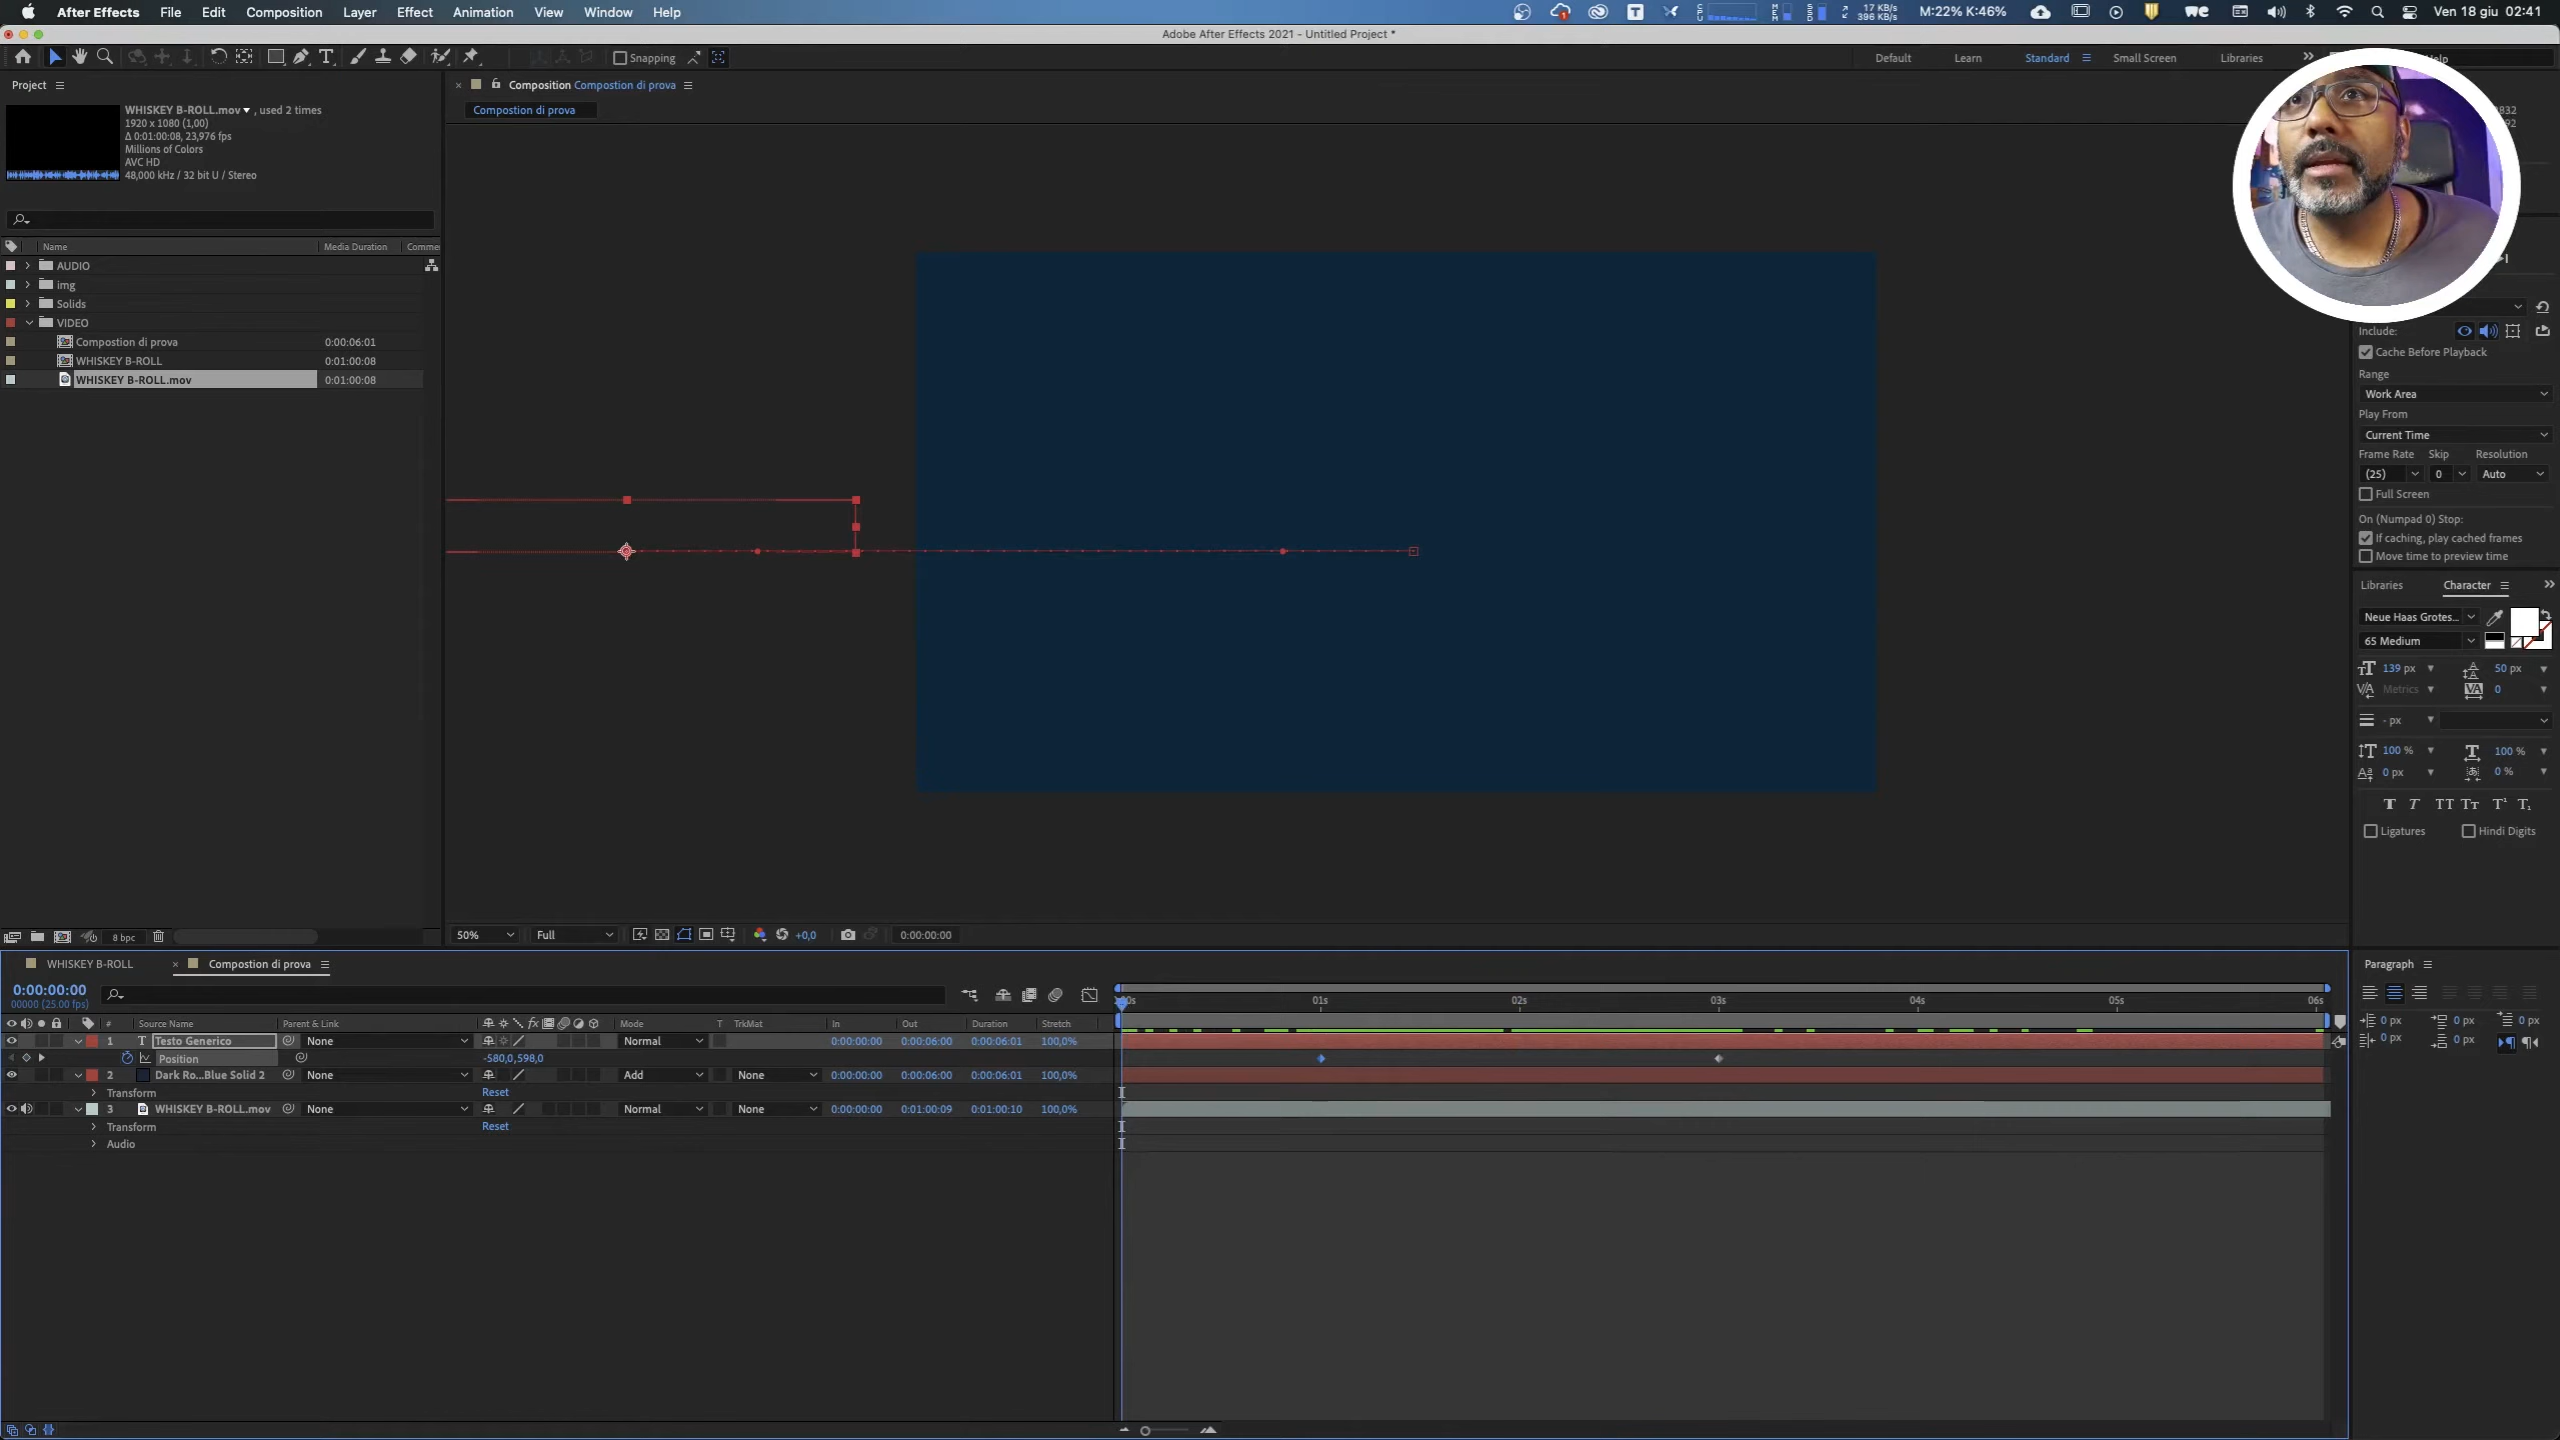 After Effects File Edit Composition Layer Effect Animation View Window Help
17 KB/s
396 KB/s
M:22% K:46%
Ven 18 giu 02:41
Adobe After Effects 2021 - Untitled Project *
Snapping
Default Learn Standard Small Screen Libraries
Project
Composition Compostion di prova
Compostion di prova
WHISKEY B-ROLL.mov , used 2 times
1920 x 1080 (1,00)
Δ 0:01:00:08, 23,976 fps
Millions of Colors
AVC HD
48,000 kHz / 32 bit U / Stereo
Name Media Duration Comme
AUDIO
img
Solids
VIDEO
Compostion di prova 0:00:06:01
WHISKEY B-ROLL 0:01:00:08
WHISKEY B-ROLL.mov 0:01:00:08
Include:
Cache Before Playback
Range
Work Area
Play From
Current Time
Frame Rate Skip Resolution
(25) 0 Auto
Full Screen
On (Numpad 0) Stop:
If caching, play cached frames
Move time to preview time
Libraries Character
Neue Haas Grotes...
65 Medium
139 px 50 px
Metrics 0
- px
100 % 100 %
0 px 0 %
Ligatures Hindi Digits
8 bpc
50% Full +0,0 0:00:00:00
WHISKEY B-ROLL Compostion di prova
0:00:00:00
00000 (25.00 fps)
# Source Name Parent & Link Mode T TrkMat In Out Duration Stretch
1 T Testo Generico None Normal 0:00:00:00 0:00:06:00 0:00:06:01 100,0%
Position -580,0,598,0
2 Dark Ro...Blue Solid 2 None Add None 0:00:00:00 0:00:06:00 0:00:06:01 100,0%
Transform Reset
3 WHISKEY B-ROLL.mov None Normal None 0:00:00:00 0:01:00:09 0:01:00:10 100,0%
Transform Reset
Audio
01s 02s 03s 04s 05s 06s
Paragraph
0 px 0 px 0 px
0 px 0 px